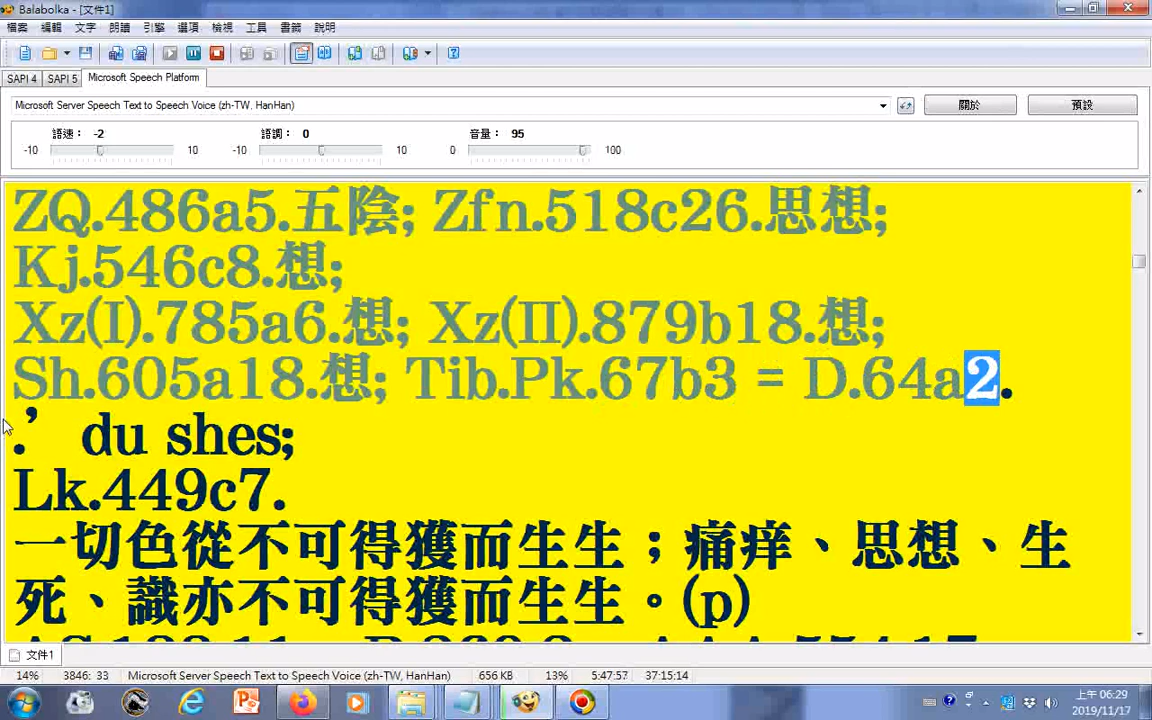 Balabolka - [文件1]
檔案 編輯 文字 朗讀 引擎 選項 檢視 工具 書籤 說明
SAPI 4 SAPI 5 Microsoft Speech Platform
Microsoft Server Speech Text to Speech Voice (zh-TW, HanHan) 關於 預設
語速： -2 語調： 0 音量： 95
-10 10 -10 10 0 100
ZQ.486a5.五陰; Zfn.518c26.思想;
Kj.546c8.想;
Xz(I).785a6.想; Xz(II).879b18.想;
Sh.605a18.想; Tib.Pk.67b3 = D.64a2.
.’ du shes;
Lk.449c7.
一切色從不可得獲而生生；痛痒、思想、生
死、識亦不可得獲而生生。(p)
文件1
14% 3846: 33 Microsoft Server Speech Text to Speech Voice (zh-TW, HanHan) 656 KB 13% 5:47:57 37:15:14
上午 06:29
2019/11/17